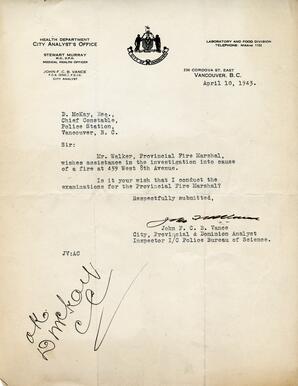 HEALTH DEPARTMENT
CITY ANALYST'S OFFICE
STEWART MURRAY
M.D., D.P.H.
MEDICAL HEALTH OFFICER
JOHN F. C. B. VANCE
CITY ANALYST
LABORATORY AND FOOD DIVISION
TELEPHONE:
236 CORDOVA ST. EAST
VANCOUVER, B.C.
April 10, 1943.
D. McKay, Esq.,
Chief Constable,
Police Station,
Vancouver, B. C.
Sir:
Mr. Walker, Provincial Fire Marshal,
wishes assistance in the investigation into cause
of a fire at 439 West 8th Avenue.
Is it your wish that I conduct the
examinations for the Provincial Fire Marshal?
Respectfully submitted,
John F. C. B. Vance
City, Provincial & Dominion Analyst
Inspector I/C Police Bureau of Science.
JV:AC
OK
D McKay
CC